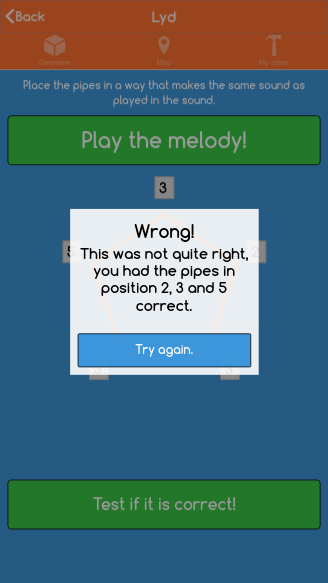 Back
Lyd
Overview
Map
My robot
Place the pipes in a way that makes the same sound as
played in the sound.
Play the melody!
3
5
2
Wrong!
This was not quite right,
you had the pipes in
position 2, 3 and 5
correct.
Try again.
Test if it is correct!